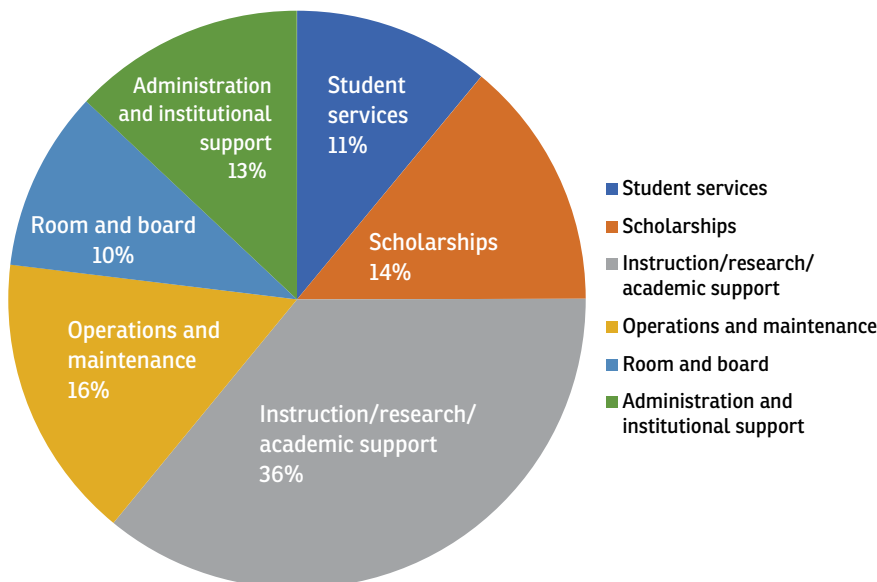 Student
services
11%
Scholarships
14%
Instruction/research/
academic support
36%
Operations and
maintenance
16%
Room and board
10%
Administration
and institutional
support
13%
Student services
Scholarships
Instruction/research/
academic support
Operations and maintenance
Room and board
Administration and
institutional support